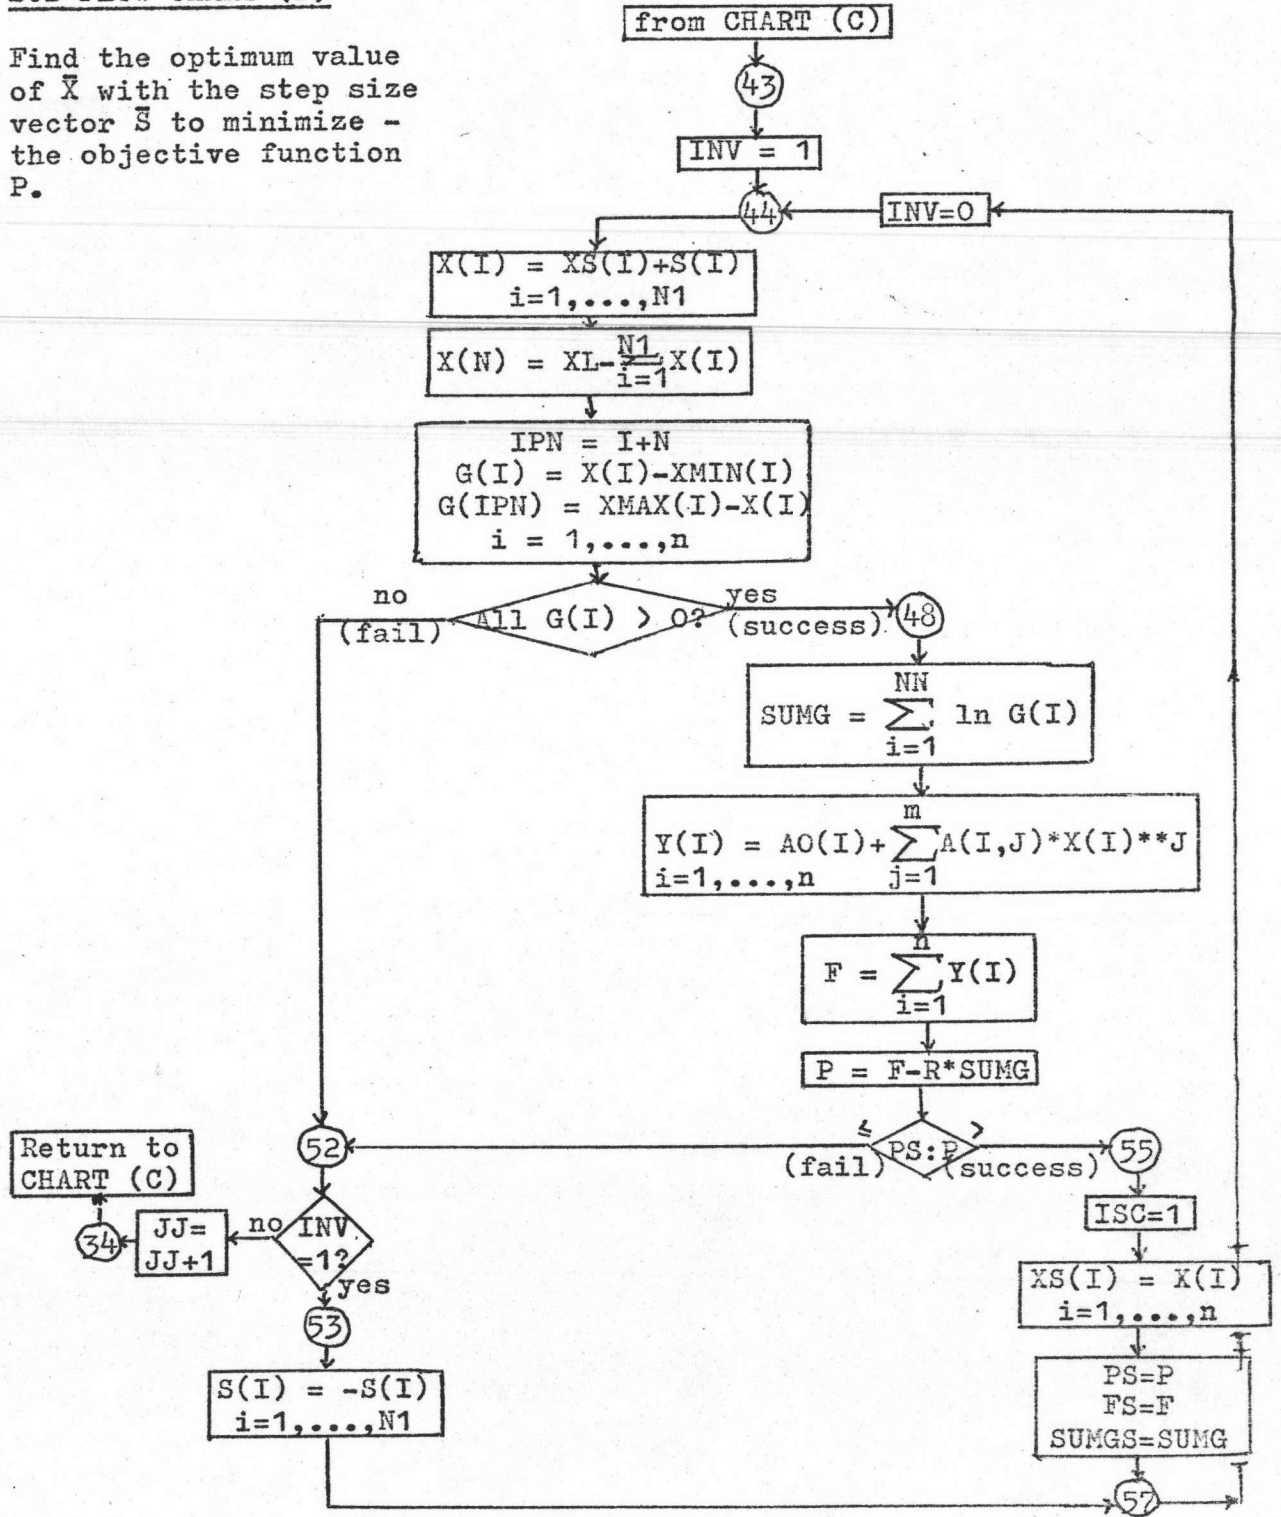 Find the optimum value
of X̄ with the step size
vector S̄ to minimize -
the objective function
P.
from CHART (C)
43
INV = 1
44
INV=0
X(I) = XS(I)+S(I)
i=1,...,N1
N1
X(N) = XL-∑X(I)
i=1
IPN = I+N
G(I) = X(I)-XMIN(I)
G(IPN) = XMAX(I)-X(I)
i = 1,...,n
no
(fail)
All G(I) > 0?
yes
(success)
48
NN
SUMG = ∑ ln G(I)
i=1
m
Y(I) = AO(I)+∑A(I,J)*X(I)**J
i=1,...,n j=1
n
F = ∑Y(I)
i=1
P = F-R*SUMG
≤
(fail)
PS:P
>
(success)
55
52
Return to
CHART (C)
ISC=1
34
JJ=
JJ+1
no
INV
=1?
yes
XS(I) = X(I)
i=1,...,n
53
S(I) = -S(I)
i=1,...,N1
PS=P
FS=F
SUMGS=SUMG
57